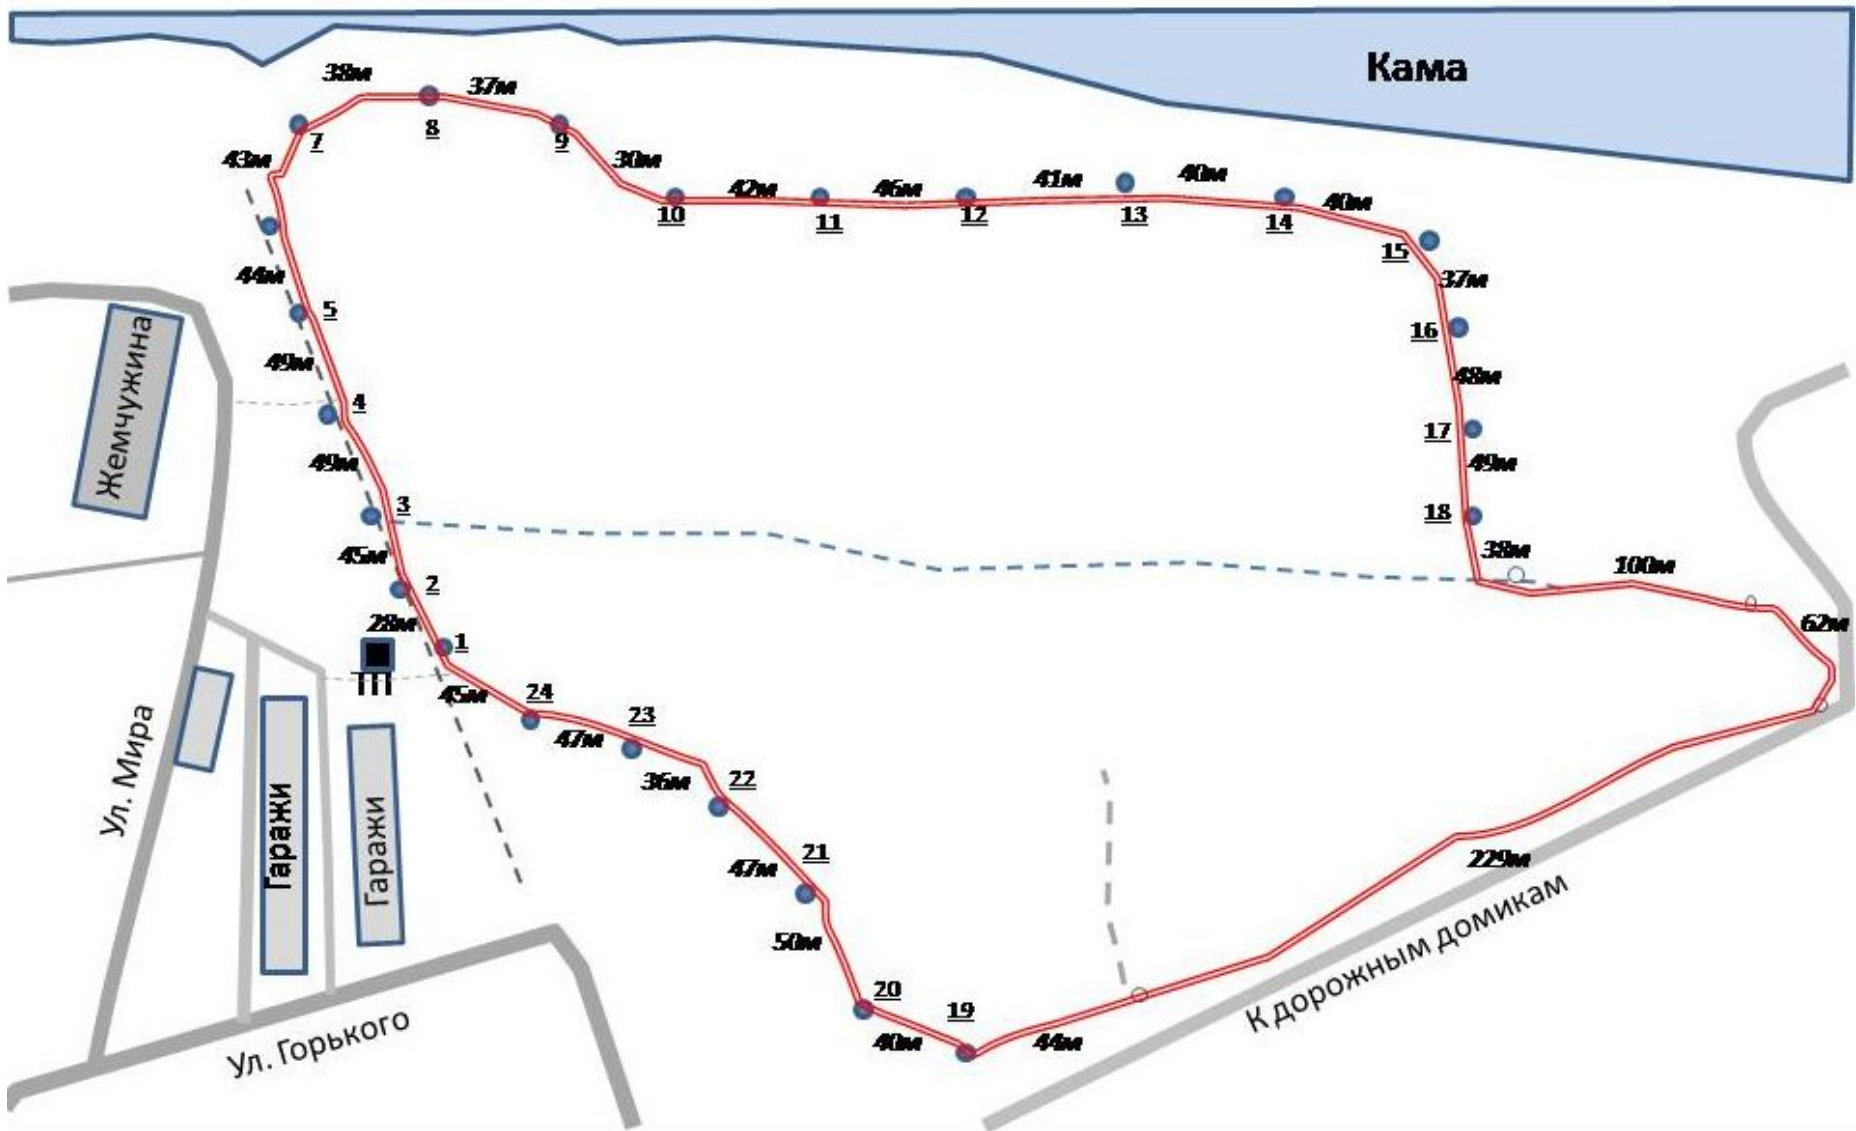 Кама
38м
37м
7
8
9
43м
30м
10
42м
11
46м
12
41м
13
40м
14
40м
15
37м
16
48м
17
49м
18
38м
100м
62м
44м
5
49м
4
49м
3
45м
2
28м
1
45м
24
47м
23
36м
22
47м
21
50м
20
40м
19
44м
229м
Жемчужина
Ул. Мира
Гаражи
Гаражи
Ул. Горького
К дорожным домикам